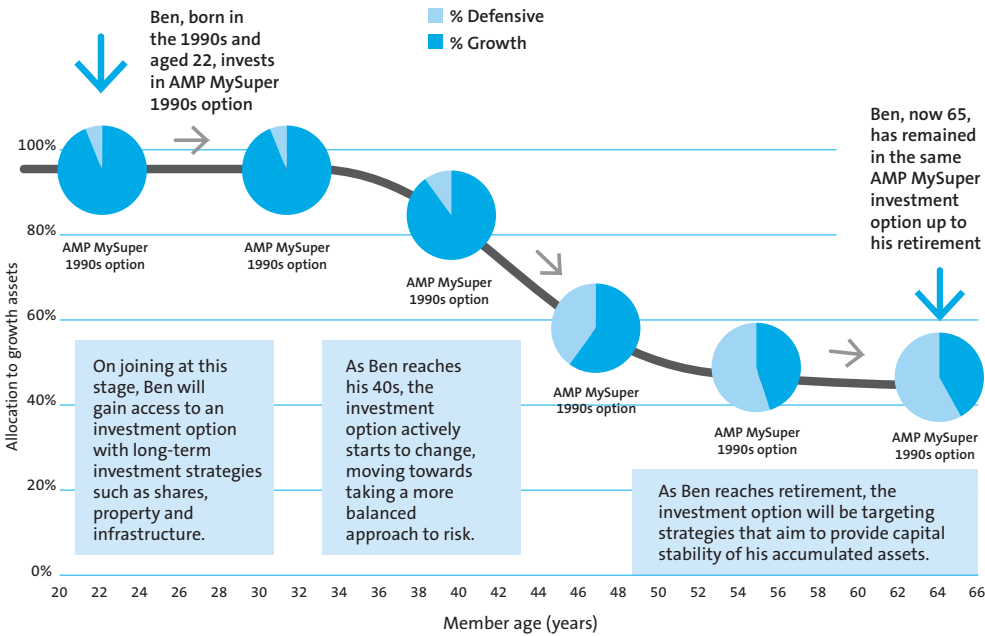 Ben, born in
the 1990s and
aged 22, invests
in AMP MySuper
1990s option
% Defensive
% Growth
Ben, now 65,
has remained
in the same
AMP MySuper
investment
option up to
his retirement
Allocation to growth assets
100%
80%
60%
40%
20%
0%
AMP MySuper
1990s option
AMP MySuper
1990s option
AMP MySuper
1990s option
AMP MySuper
1990s option
AMP MySuper
1990s option
AMP MySuper
1990s option
On joining at this
stage, Ben will
gain access to an
investment option
with long-term
investment strategies
such as shares,
property and
infrastructure.
As Ben reaches
his 40s, the
investment
option actively
starts to change,
moving towards
taking a more
balanced
approach to risk.
As Ben reaches retirement, the
investment option will be targeting
strategies that aim to provide capital
stability of his accumulated assets.
20 22 24 26 28 30 32 34 36 38 40 42 44 46 48 50 52 54 56 58 60 62 64 66
Member age (years)